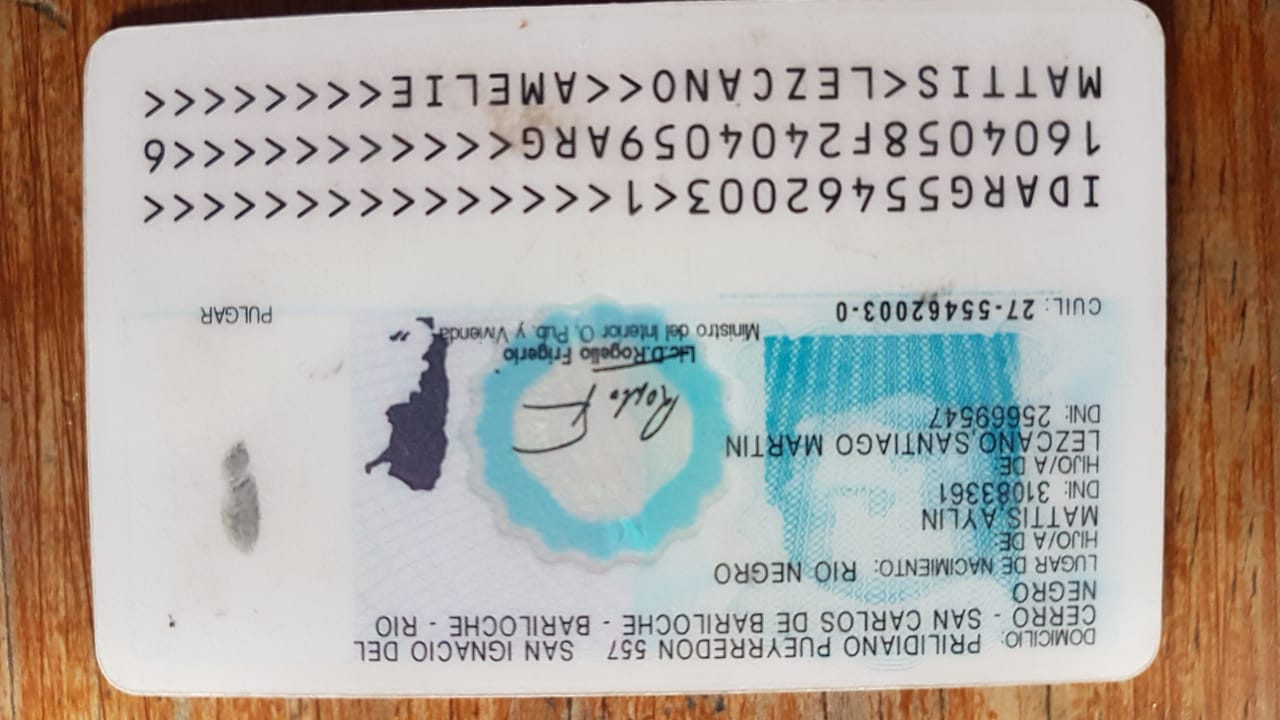 DOMICILIO: PRILIDIANO PUEYRREDON 557 SAN IGNACIO DEL
CERRO - SAN CARLOS DE BARILOCHE - BARILOCHE - RIO
NEGRO
LUGAR DE NACIMIENTO: RIO NEGRO
HIJO/A DE:
MATTIS, AYLIN
DNI: 31083361
HIJO/A DE
LEZCANO, SANTIAGO MARTIN
DNI: 25669547
Lic.D.Rogelio Frigerio
Ministro del Interior O. Pub. y Vivienda
CUIL: 27-55462003-0
PULGAR
IDARG55462003<1<<<<<<<<<<<<<<<
1604058F2404059ARG<<<<<<<<<<<6
MATTIS<LEZCANO<<AMELIE<<<<<<<<